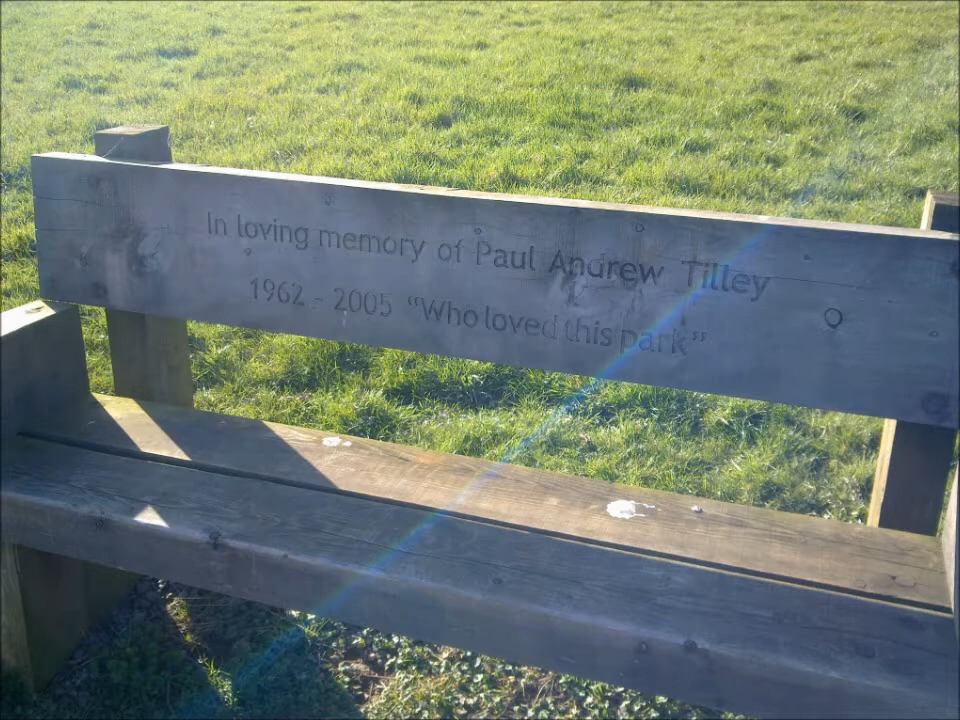 In loving memory of Paul Andrew Tilley
1962 - 2005 “Who loved this park”